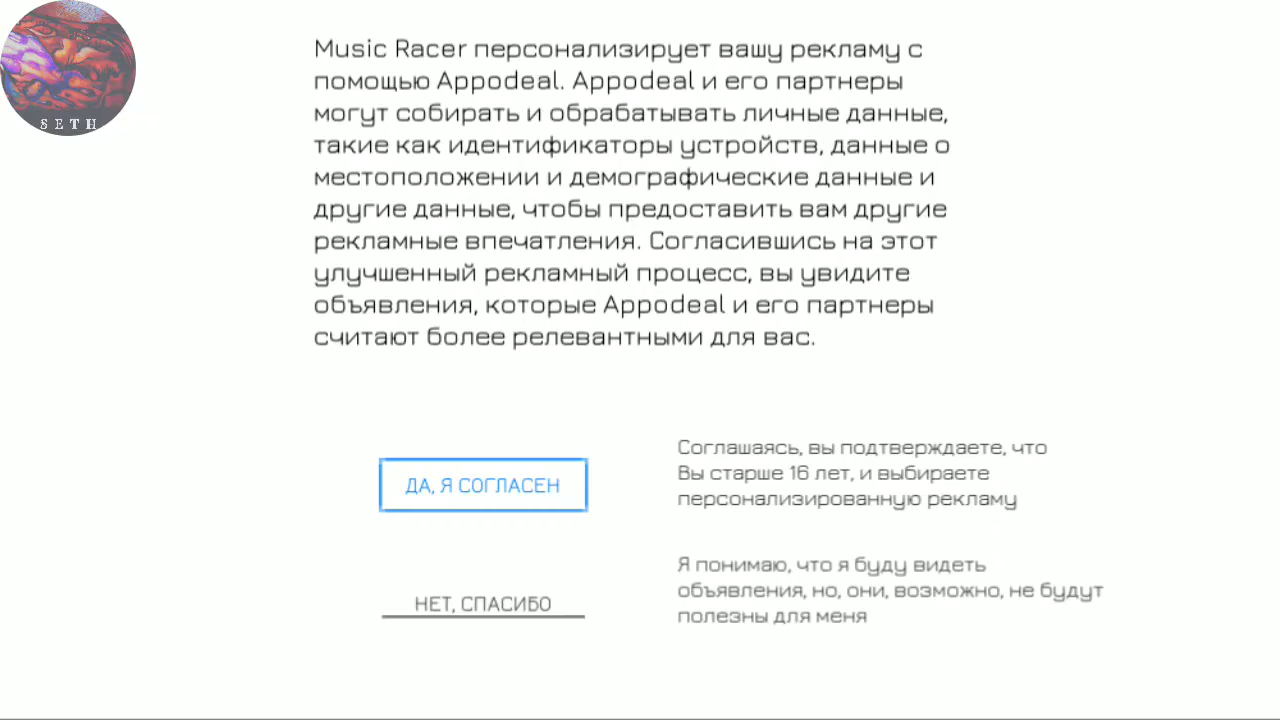 SETH
Music Racer персонализирует вашу рекламу с
помощью Appodeal. Appodeal и его партнеры
могут собирать и обрабатывать личные данные,
такие как идентификаторы устройств, данные о
местоположении и демографические данные и
другие данные, чтобы предоставить вам другие
рекламные впечатления. Согласившись на этот
улучшенный рекламный процесс, вы увидите
объявления, которые Appodeal и его партнеры
считают более релевантными для вас.
ДА, Я СОГЛАСЕН
Соглашаясь, вы подтверждаете, что
Вы старше 16 лет, и выбираете
персонализированную рекламу
НЕТ, СПАСИБО
Я понимаю, что я буду видеть
объявления, но, они, возможно, не будут
полезны для меня